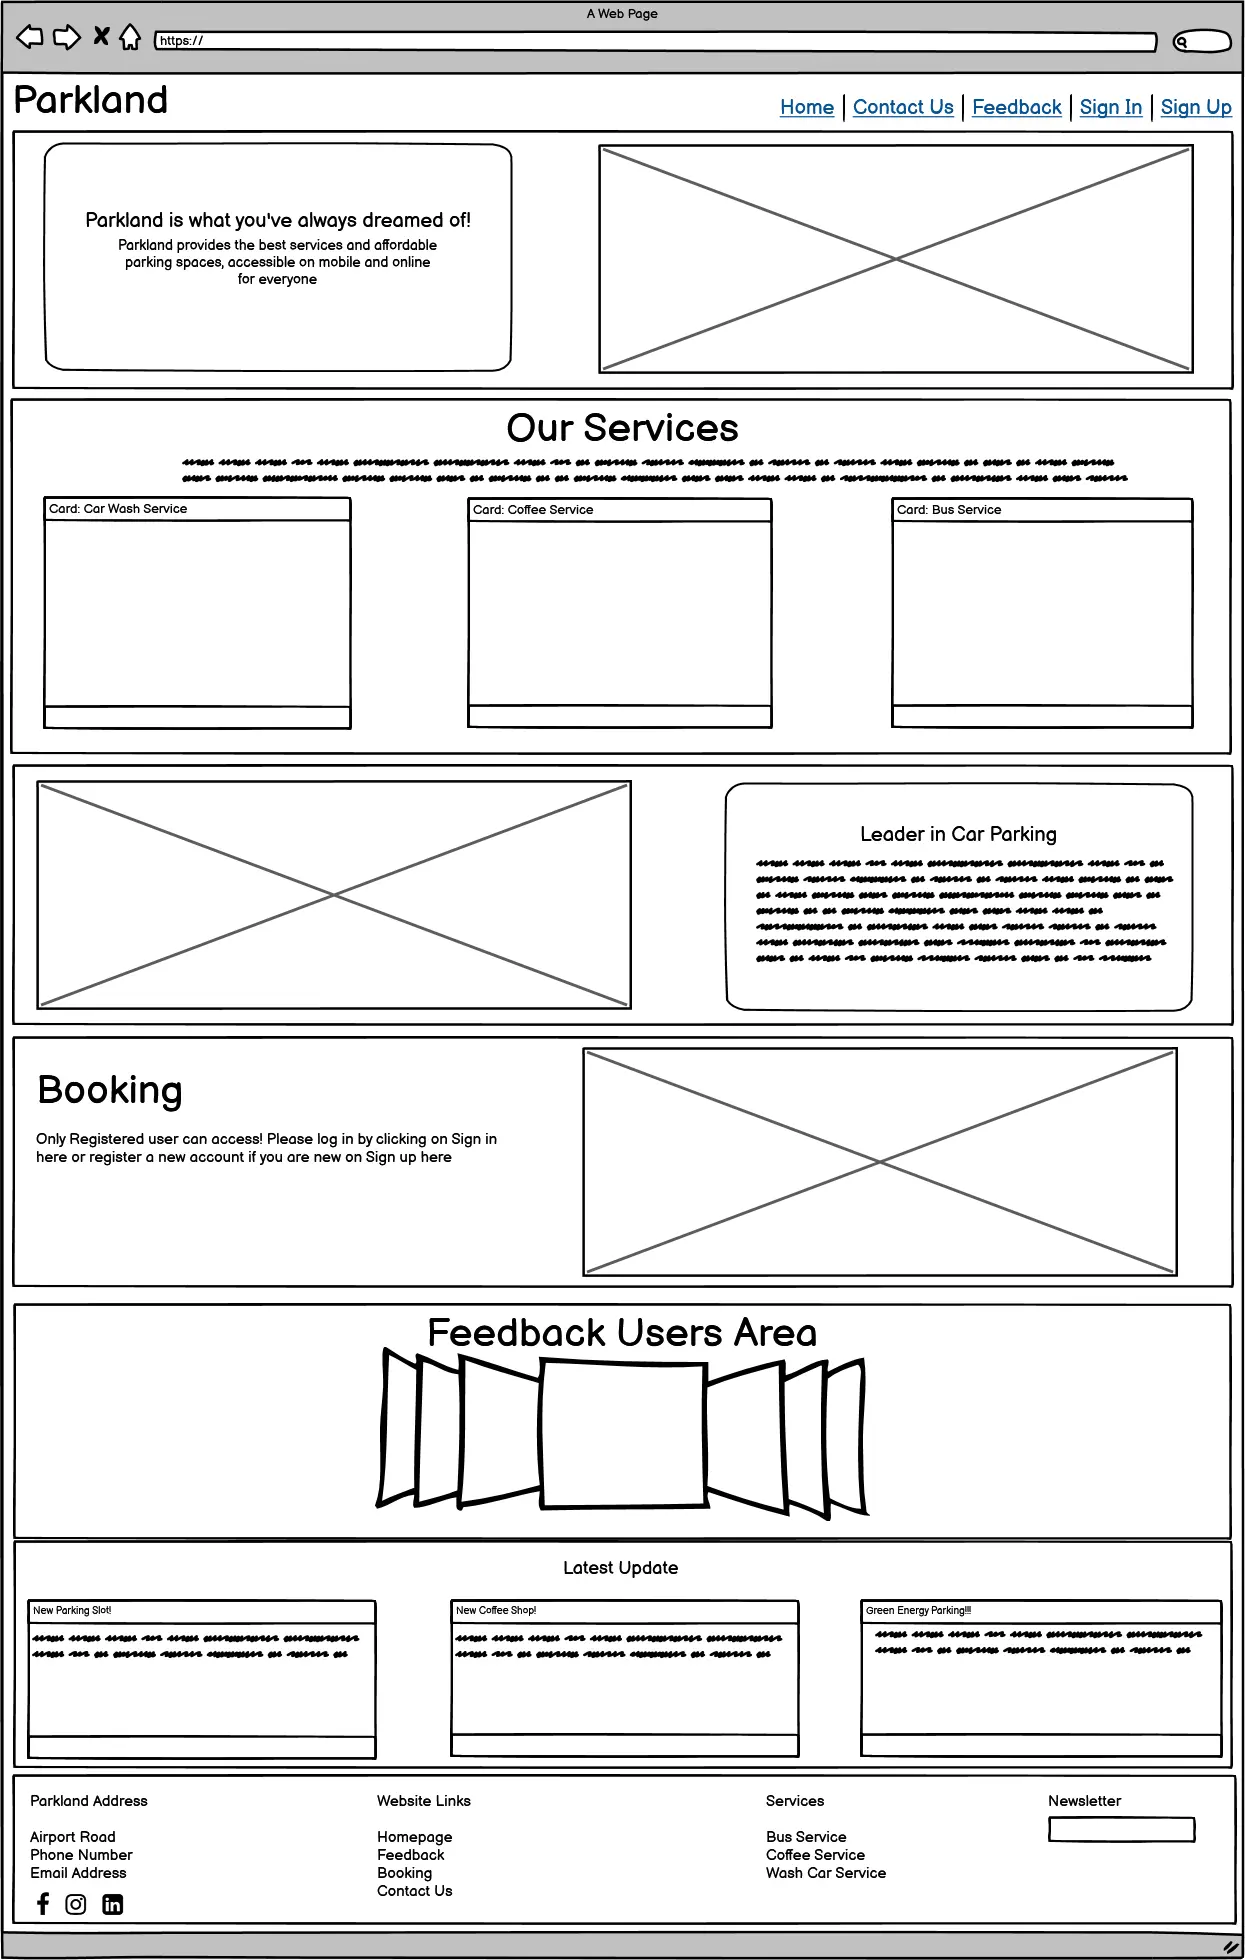 A Web Page
https://
Parkland
Home | Contact Us | Feedback | Sign In | Sign Up
Parkland is what you've always dreamed of!
Parkland provides the best services and affordable
parking spaces, accessible on mobile and online
for everyone
Our Services
Card: Car Wash Service
Card: Coffee Service
Card: Bus Service
Leader in Car Parking
Booking
Only Registered user can access! Please log in by clicking on Sign in
here or register a new account if you are new on Sign up here
Feedback Users Area
Latest Update
New Parking Slot!
New Coffee Shop!
Green Energy Parking!!!
Parkland Address
Airport Road
Phone Number
Email Address
Website Links
Homepage
Feedback
Booking
Contact Us
Services
Bus Service
Coffee Service
Wash Car Service
Newsletter